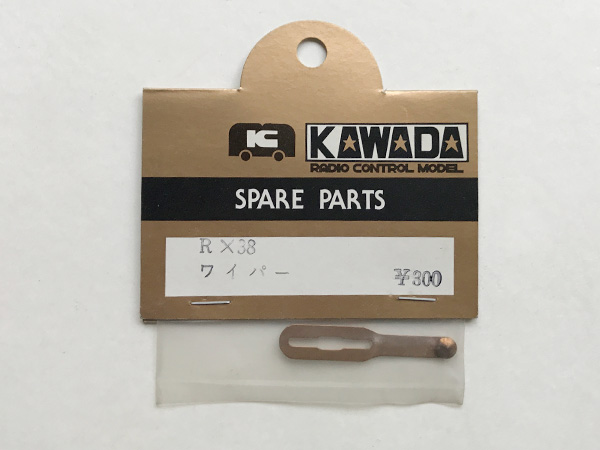 K
KAWADA
RADIO CONTROL MODEL
SPARE PARTS
R×38
ワイパー ¥300